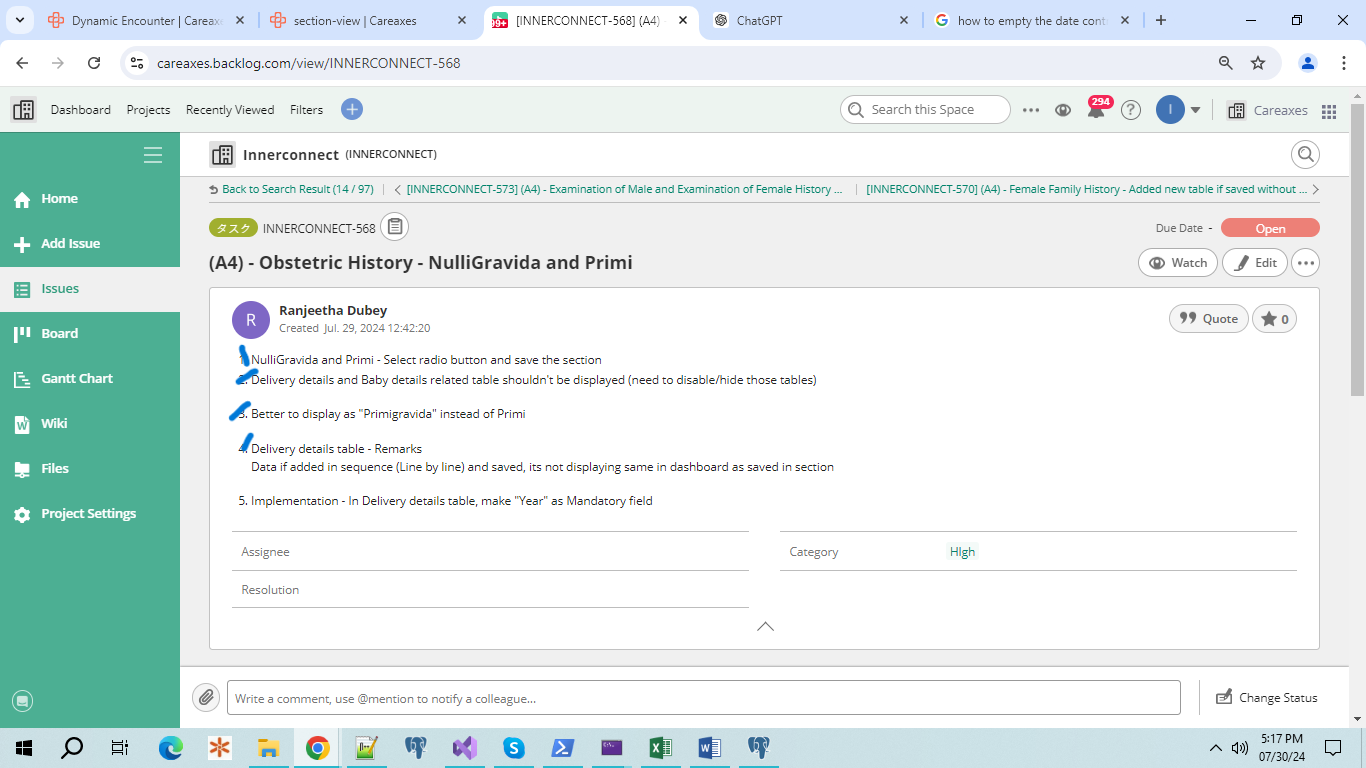 Dynamic Encounter | Careaxe
section-view | Careaxes
99+
[INNERCONNECT-568] (A4) -
ChatGPT
how to empty the date cont
careaxes.backlog.com/view/INNERCONNECT-568
Dashboard
Projects
Recently Viewed
Filters
Search this Space
294
I
Careaxes
Innerconnect (INNERCONNECT)
Home
Add Issue
Issues
Board
Gantt Chart
Wiki
Files
Project Settings
Back to Search Result (14 / 97)
[INNERCONNECT-573] (A4) - Examination of Male and Examination of Female History ...
[INNERCONNECT-570] (A4) - Female Family History - Added new table if saved without ...
タスク INNERCONNECT-568
Due Date -
Open
(A4) - Obstetric History - NulliGravida and Primi
Watch
Edit
R
Ranjeetha Dubey
Created Jul. 29, 2024 12:42:20
Quote
0
1. NulliGravida and Primi - Select radio button and save the section
2. Delivery details and Baby details related table shouldn't be displayed (need to disable/hide those tables)
3. Better to display as "Primigravida" instead of Primi
4. Delivery details table - Remarks
Data if added in sequence (Line by line) and saved, its not displaying same in dashboard as saved in section
5. Implementation - In Delivery details table, make "Year" as Mandatory field
Assignee
Category
HIgh
Resolution
Write a comment, use @mention to notify a colleague...
Change Status
5:17 PM
07/30/24